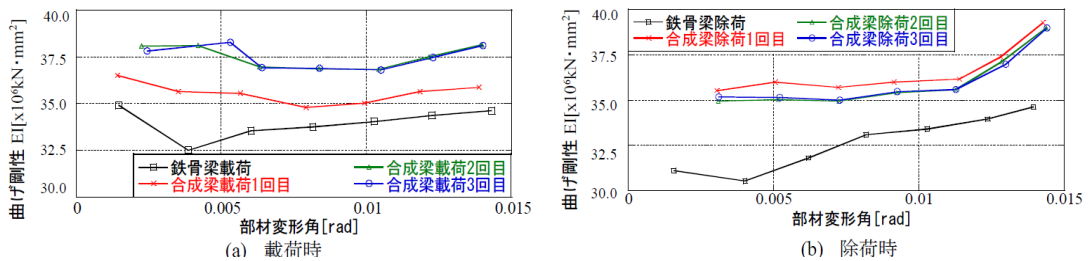 曲げ剛性 EI[x10⁶kN・mm²]
40.0
37.5
35.0
32.5
30.0
鉄骨梁載荷
合成梁載荷1回目
合成梁載荷2回目
合成梁載荷3回目
0
0.005
0.01
0.015
部材変形角[rad]
(a) 載荷時
曲げ剛性 EI[x10⁶kN・mm²]
40.0
37.5
35.0
32.5
30.0
鉄骨梁除荷
合成梁除荷1回目
合成梁除荷2回目
合成梁除荷3回目
0
0.005
0.01
0.015
部材変形角[rad]
(b) 除荷時